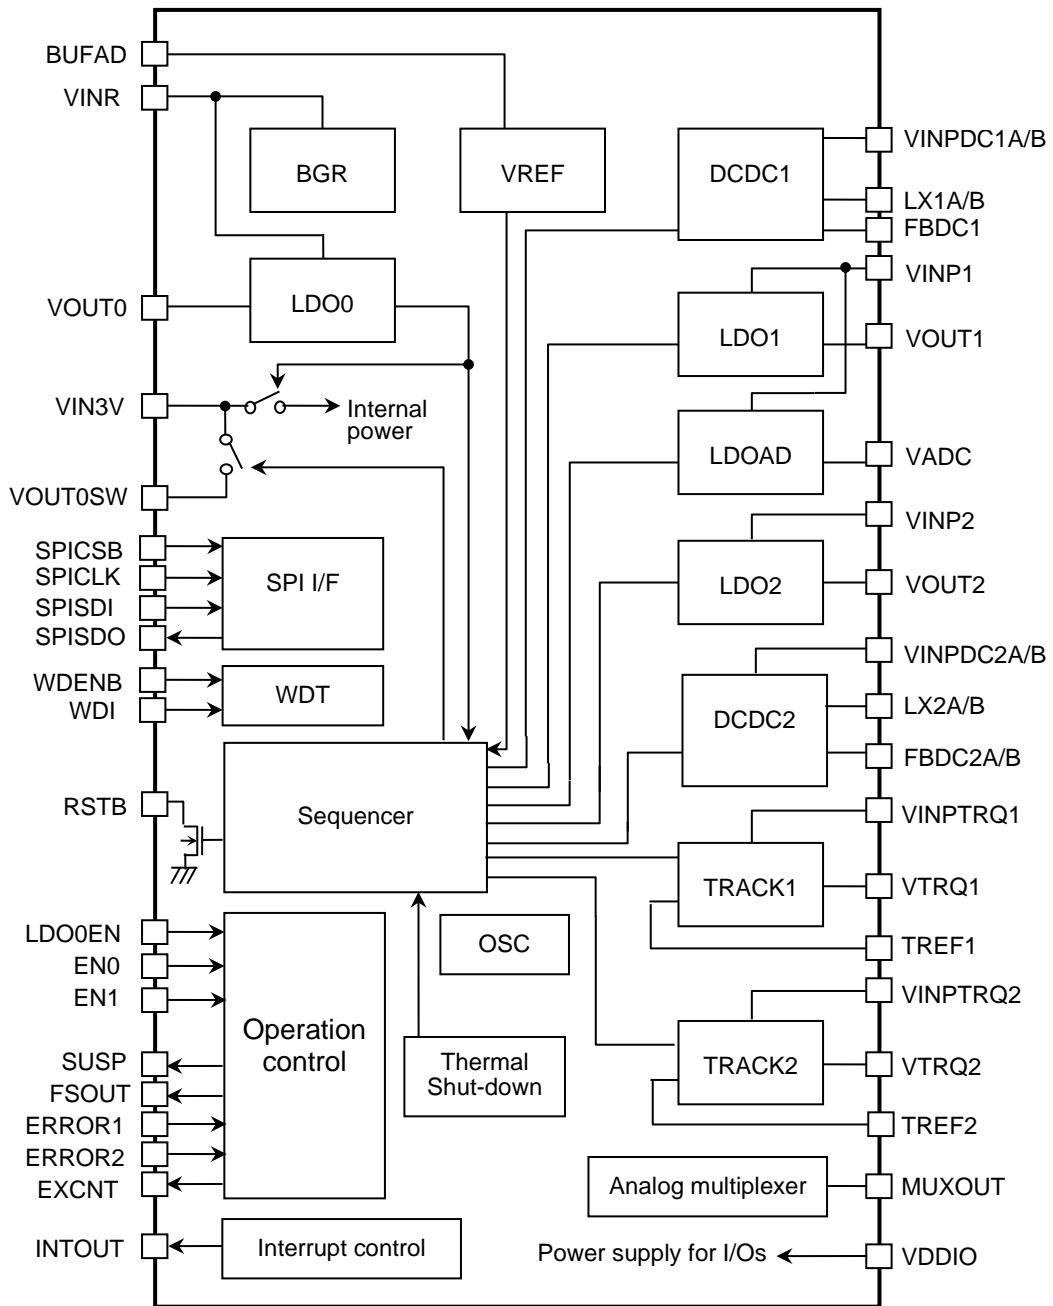 BUFAD
VINR
BGR
VREF
DCDC1
VINPDC1A/B
LX1A/B
FBDC1
VINP1
VOUT0
LDO0
LDO1
VOUT1
VIN3V
Internal
power
LDOAD
VADC
VOUT0SW
VINP2
SPICSB
SPICLK
SPISDI
SPISDO
SPI I/F
LDO2
VOUT2
VINPDC2A/B
WDENB
WDI
WDT
DCDC2
LX2A/B
FBDC2A/B
RSTB
Sequencer
VINPTRQ1
TRACK1
VTRQ1
TREF1
LDO0EN
EN0
EN1
SUSP
FSOUT
ERROR1
ERROR2
EXCNT
Operation
control
OSC
Thermal
Shut-down
VINPTRQ2
TRACK2
VTRQ2
TREF2
Analog multiplexer
MUXOUT
INTOUT
Interrupt control
Power supply for I/Os
VDDIO